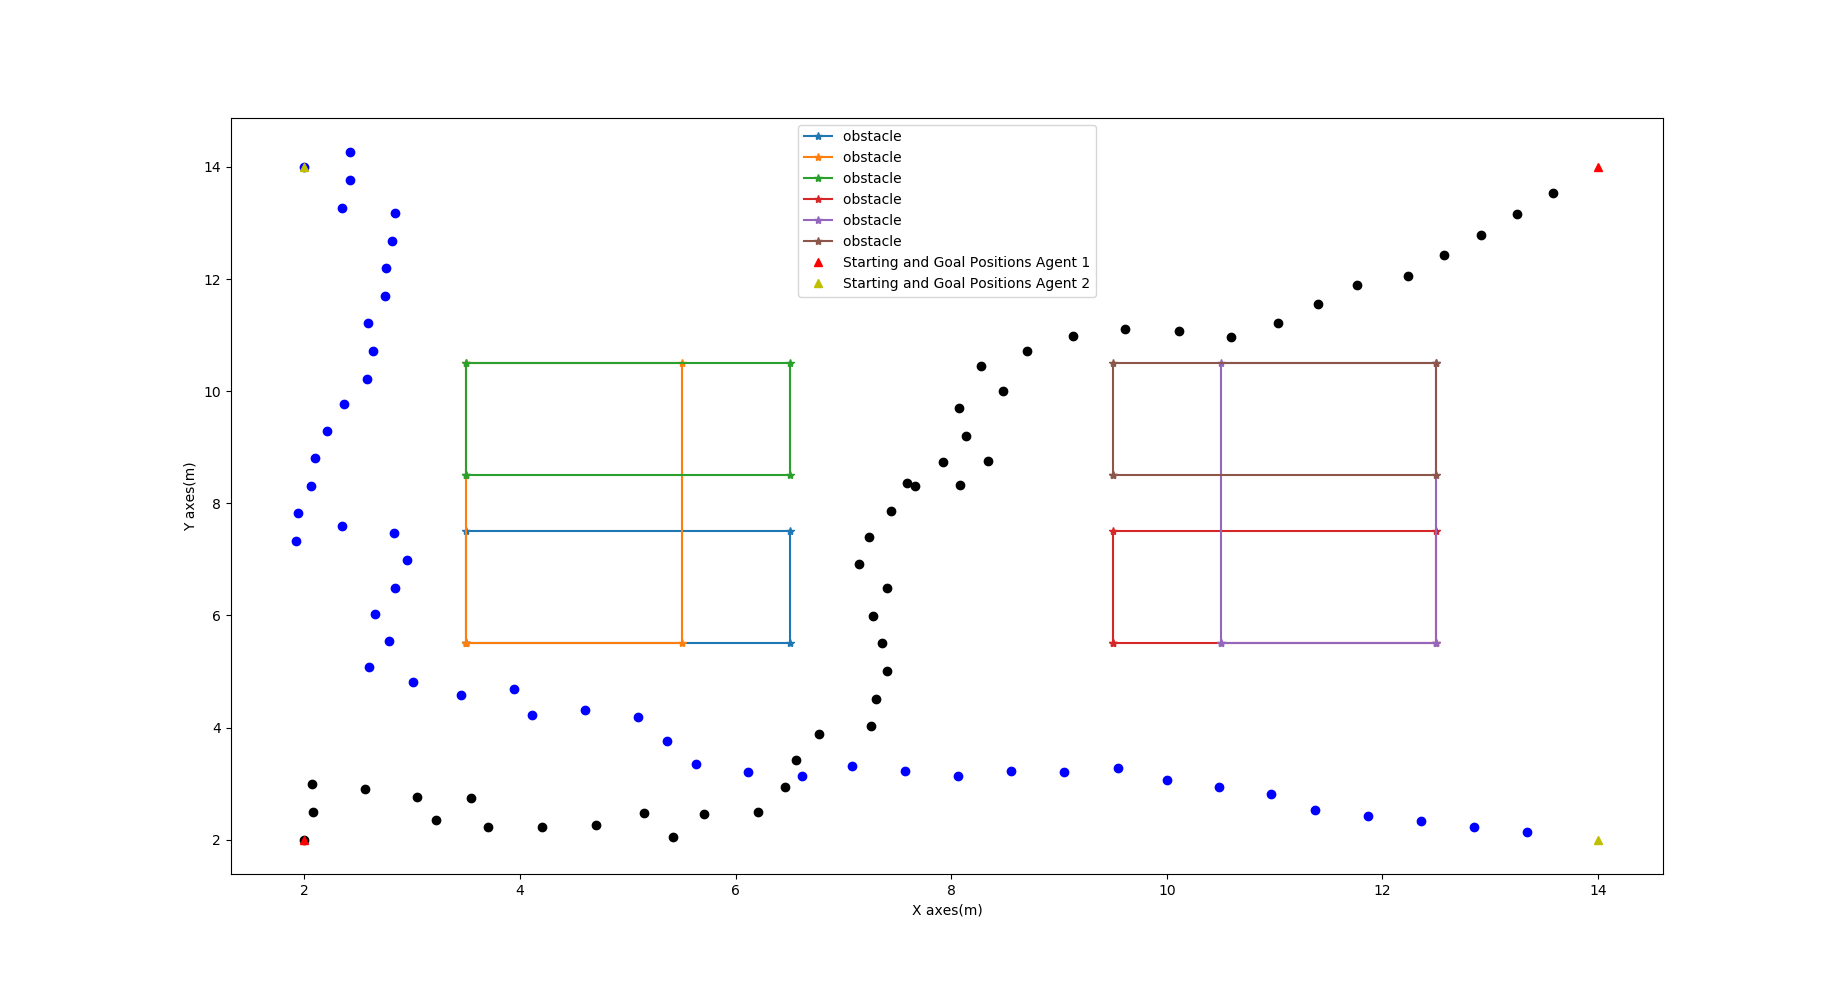 obstacle
obstacle
obstacle
obstacle
obstacle
obstacle
Starting and Goal Positions Agent 1
Starting and Goal Positions Agent 2
14
12
10
8
6
4
2
Y axes(m)
2 4 6 8 10 12 14
X axes(m)